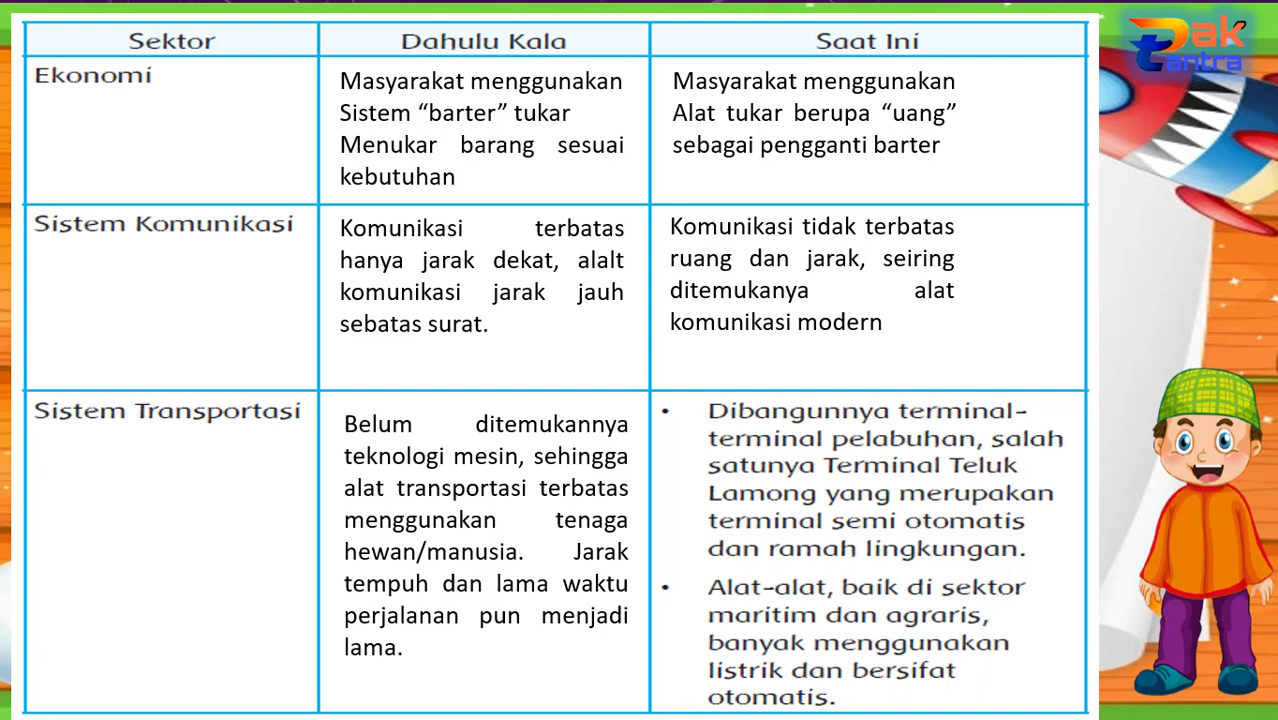 Sektor
Dahulu Kala
Saat Ini
Pak
tantra
Ekonomi
Masyarakat menggunakan
Sistem “barter” tukar
Menukar barang sesuai
kebutuhan
Masyarakat menggunakan
Alat tukar berupa “uang”
sebagai pengganti barter
Sistem Komunikasi
Komunikasi terbatas
hanya jarak dekat, alalt
komunikasi jarak jauh
sebatas surat.
Komunikasi tidak terbatas
ruang dan jarak, seiring
ditemukanya alat
komunikasi modern
Sistem Transportasi
Belum ditemukannya
teknologi mesin, sehingga
alat transportasi terbatas
menggunakan tenaga
hewan/manusia. Jarak
tempuh dan lama waktu
perjalanan pun menjadi
lama.
• Dibangunnya terminal-
terminal pelabuhan, salah
satunya Terminal Teluk
Lamong yang merupakan
terminal semi otomatis
dan ramah lingkungan.
• Alat-alat, baik di sektor
maritim dan agraris,
banyak menggunakan
listrik dan bersifat
otomatis.